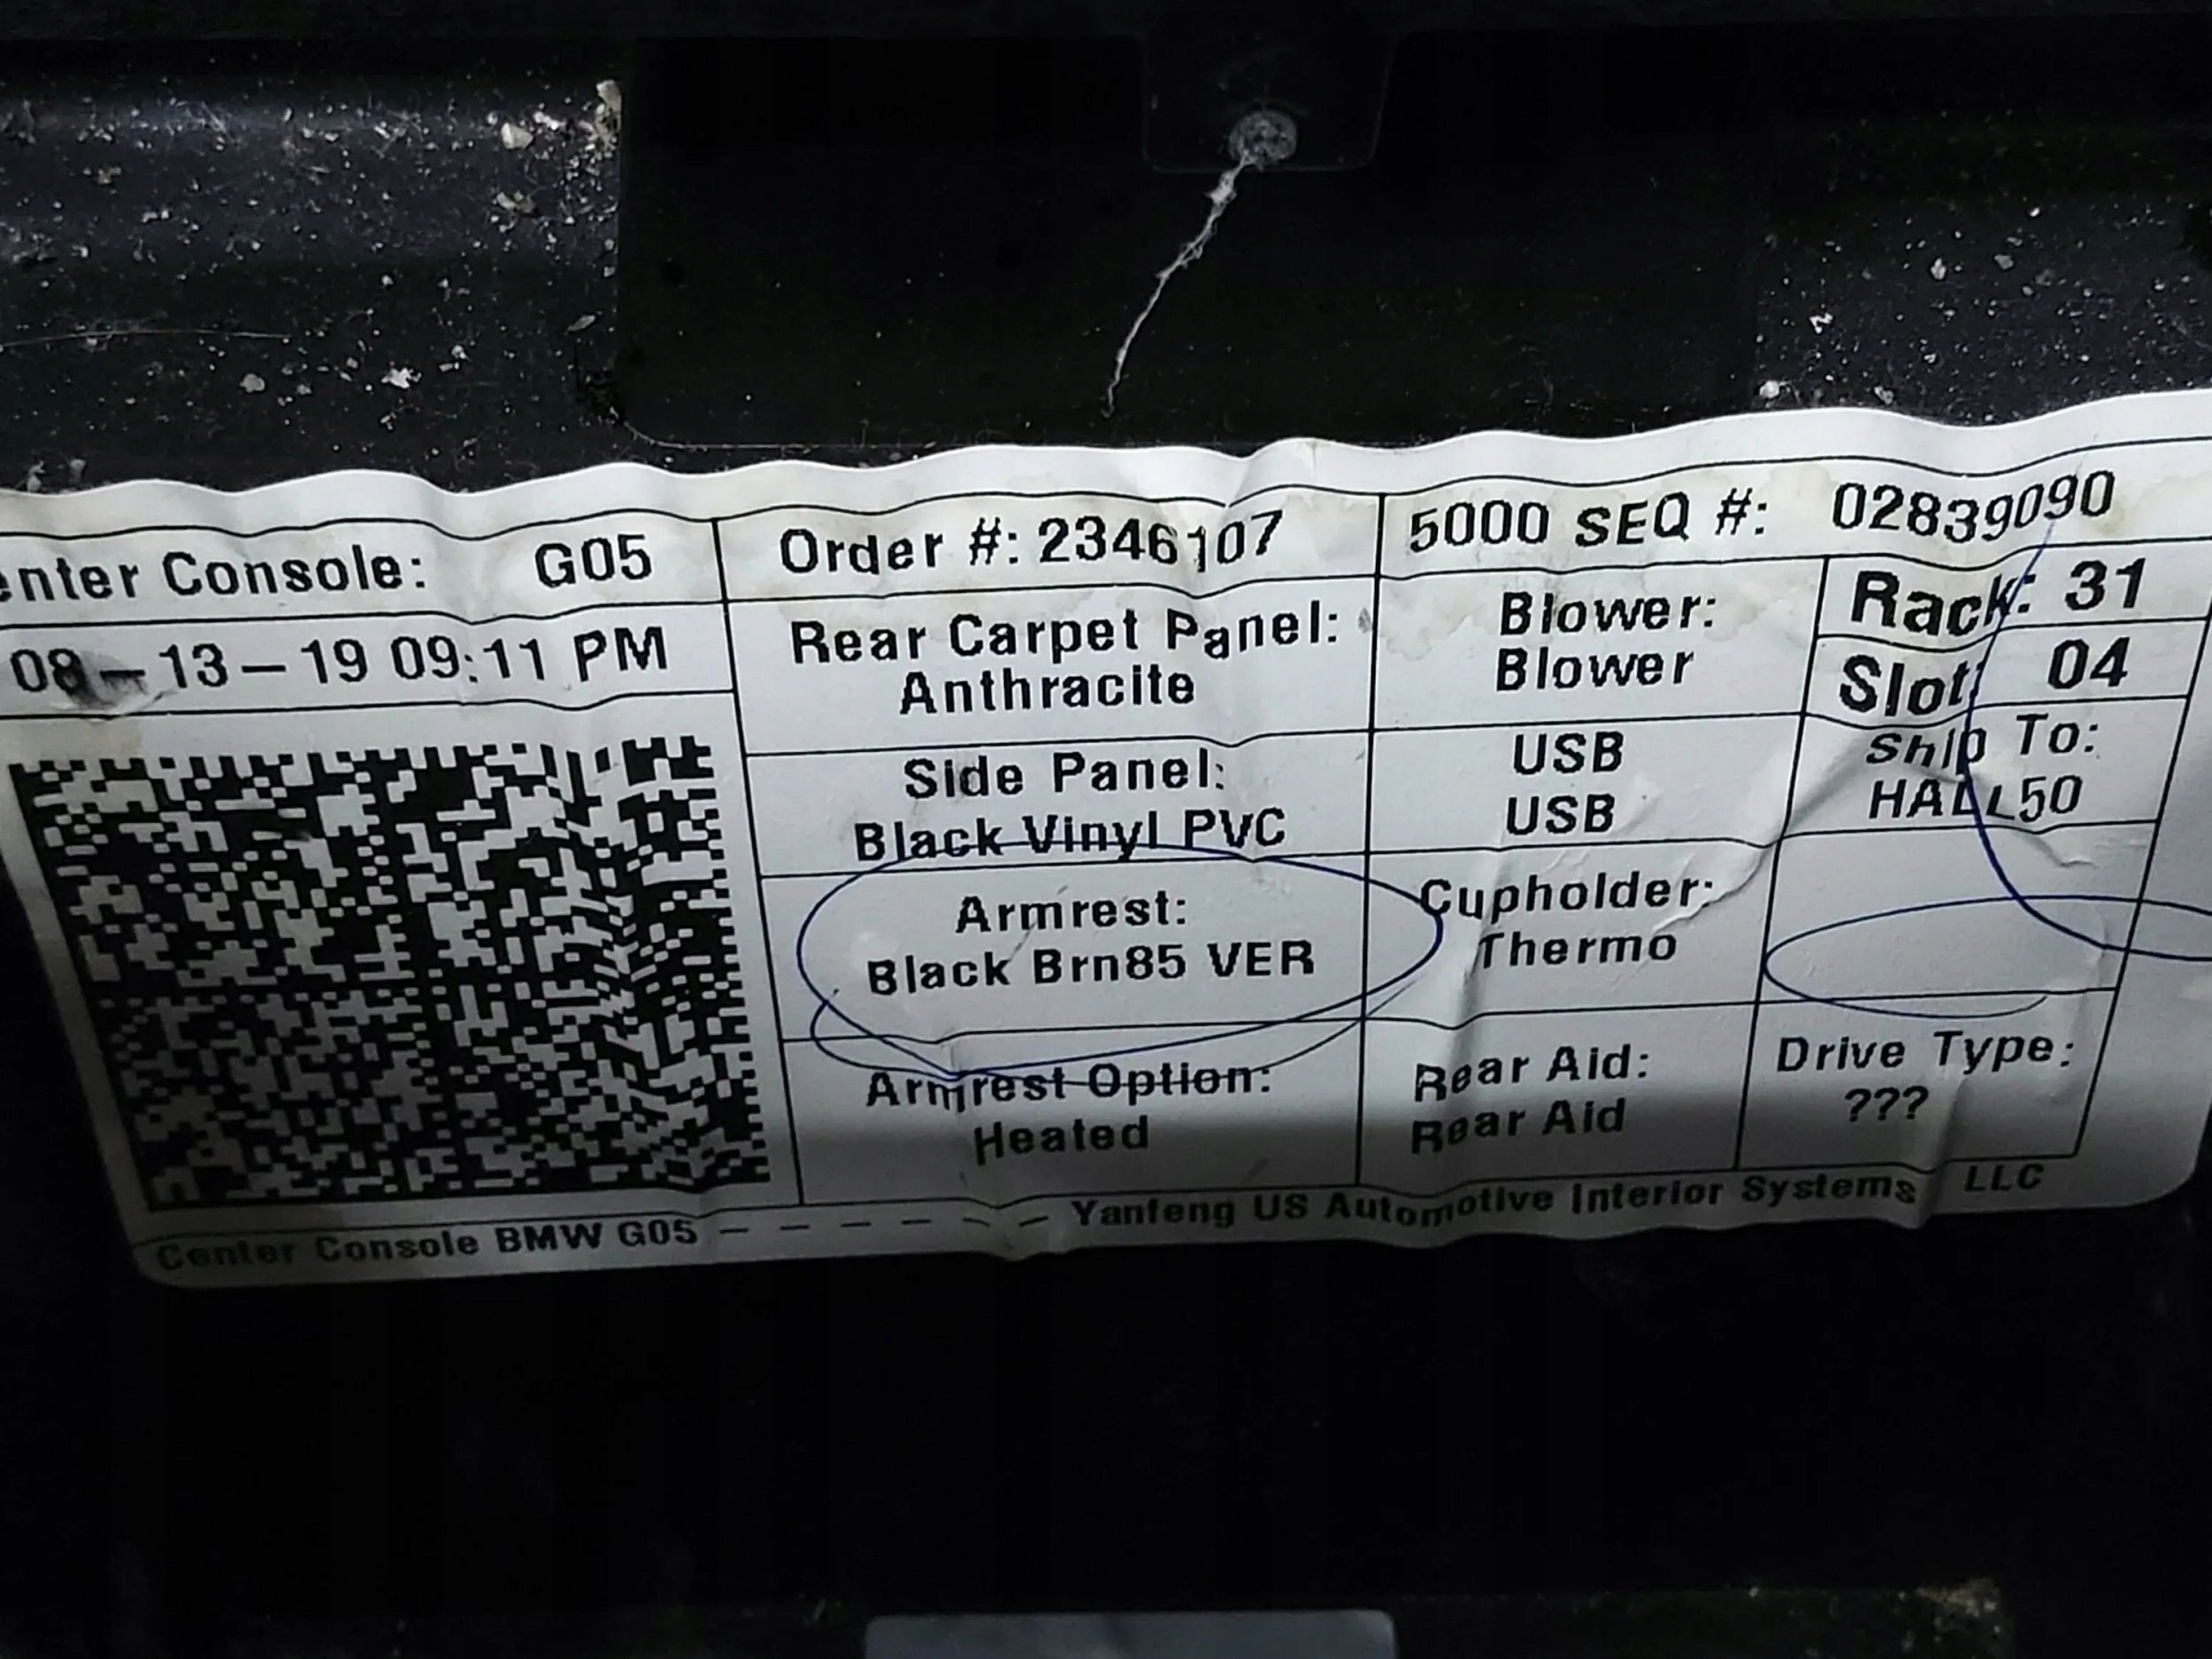 enter Console: G05
Order #: 2346107
5000 SEQ #: 02839090
08-13-19 09:11 PM
Rear Carpet Panel:
Anthracite
Blower:
Blower
Rack: 31
Slot: 04
Side Panel:
Black Vinyl PVC
USB
USB
Ship To:
HALL50
Armrest:
Black Brn85 VER
Cupholder:
Thermo
Armrest Option:
Heated
Rear Aid:
Rear Aid
Drive Type:
???
Center Console BMW G05 - - - - - - Yanfeng US Automotive Interior Systems LLC